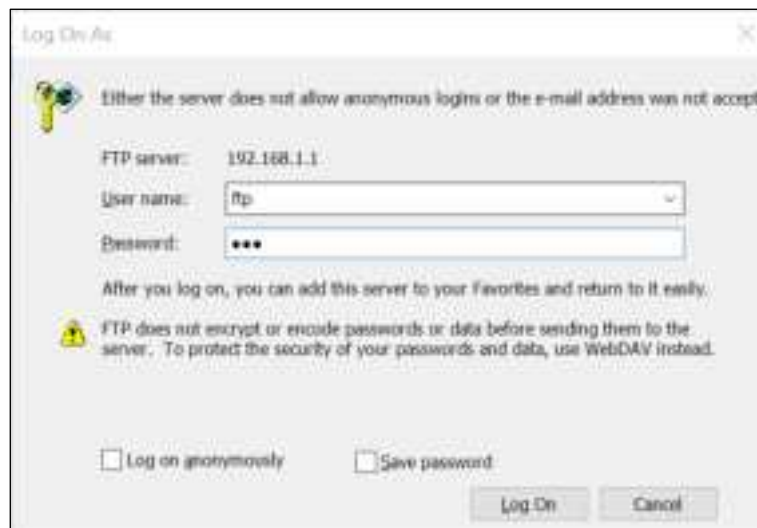 Log On As
Either the server does not allow anonymous logins or the e-mail address was not accept
FTP server: 192.168.1.1
User name: ftp
Password: •••
After you log on, you can add this server to your Favorites and return to it easily.
FTP does not encrypt or encode passwords or data before sending them to the
server. To protect the security of your passwords and data, use WebDAV instead.
Log on anonymously Save password
Log On Cancel